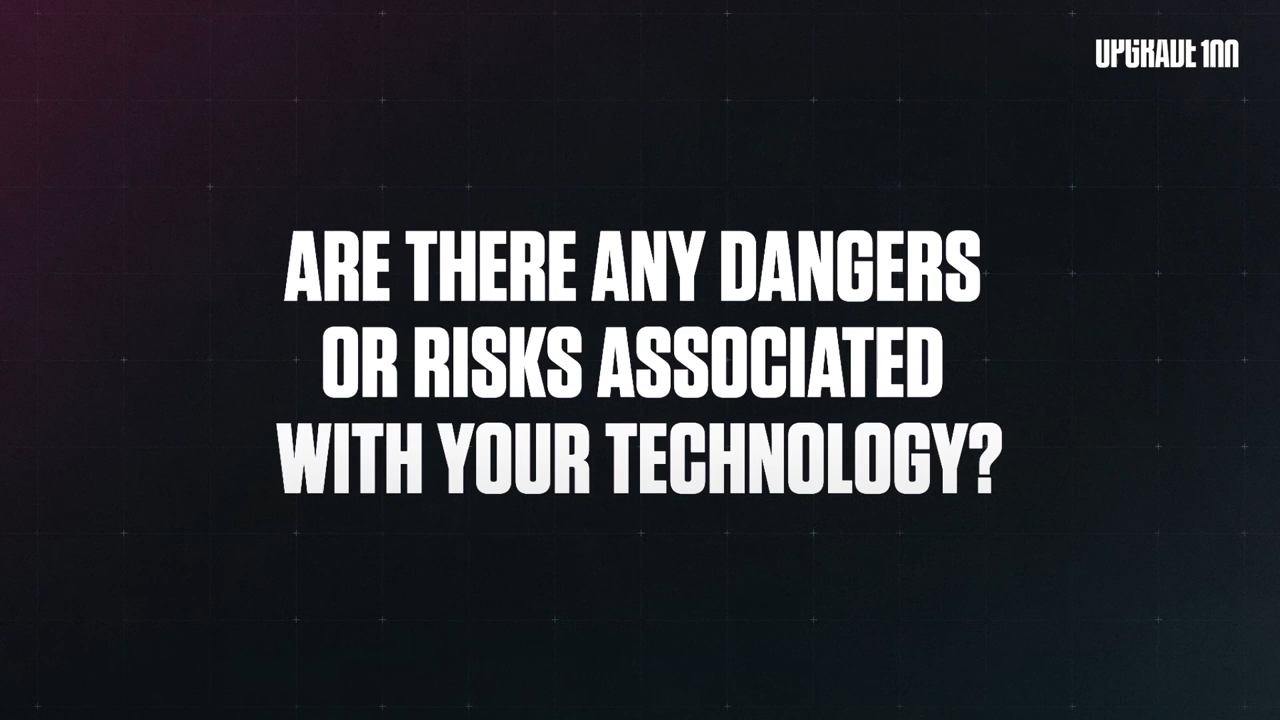 UPGRADE 100
ARE THERE ANY DANGERS
OR RISKS ASSOCIATED
WITH YOUR TECHNOLOGY?